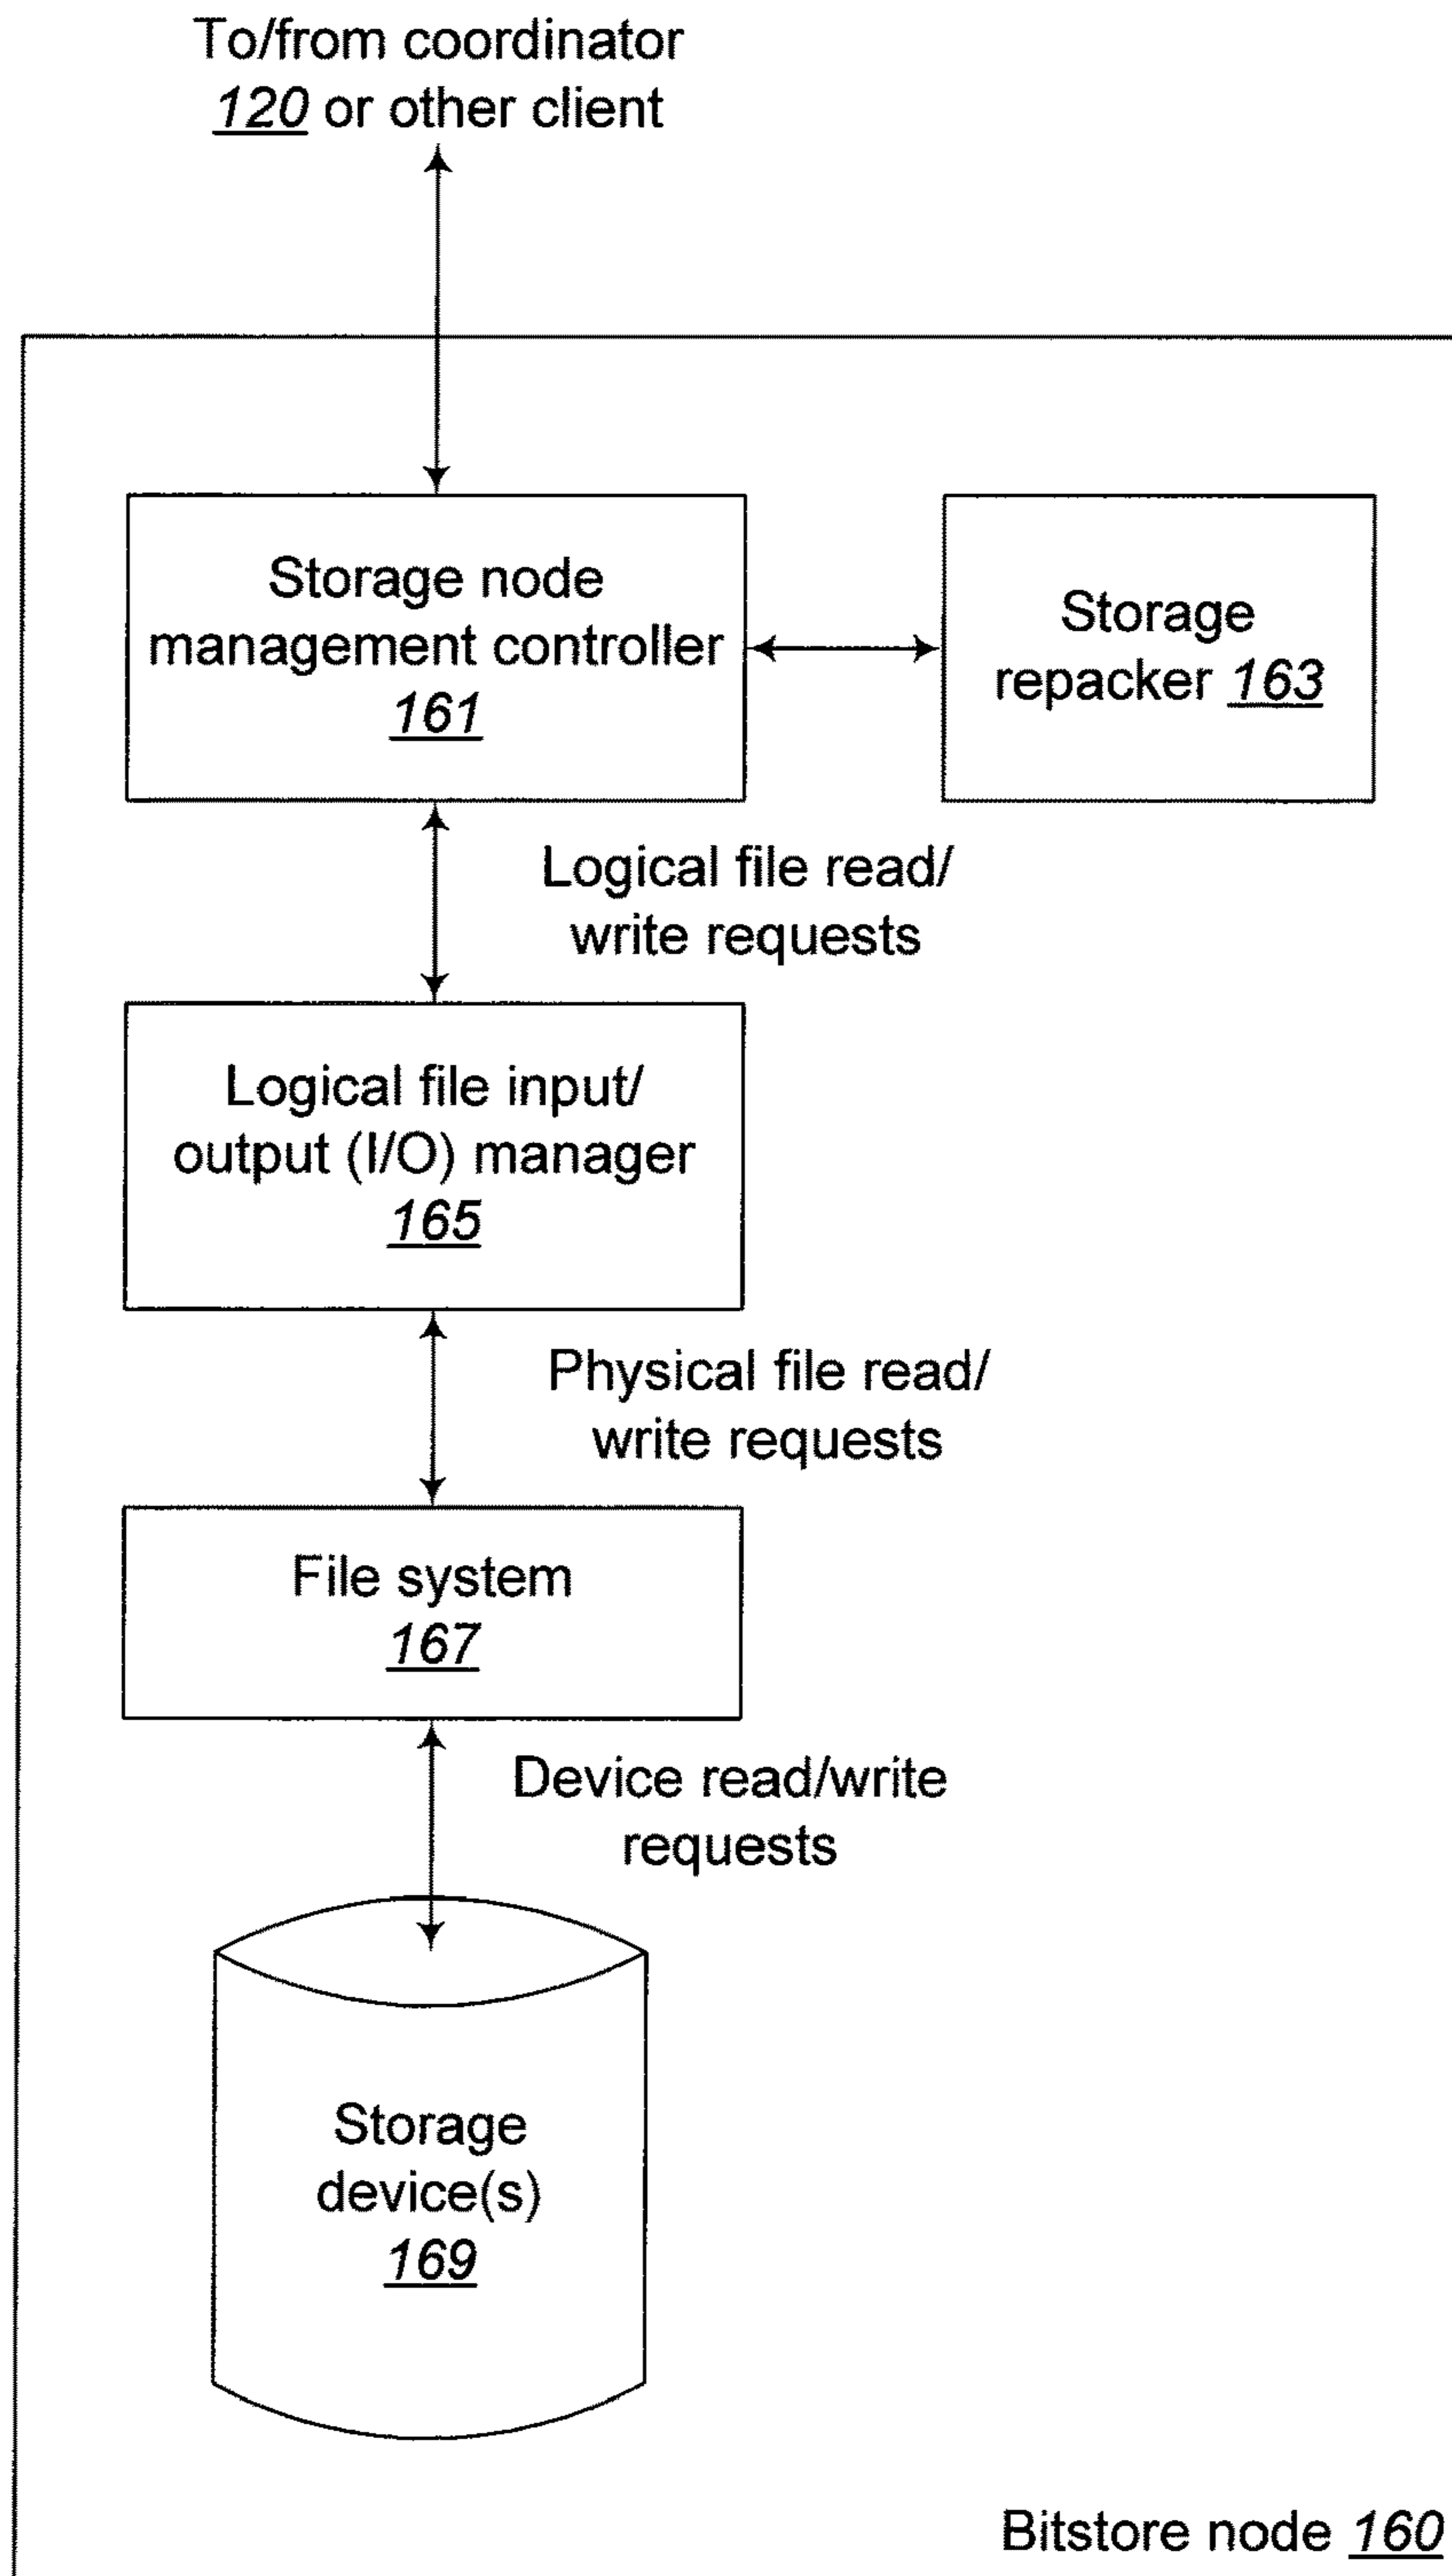 To/from coordinator
120 or other client
Storage node
management controller
161
Storage
repacker 163
Logical file read/
write requests
Logical file input/
output (I/O) manager
165
Physical file read/
write requests
File system
167
Device read/write
requests
Storage
device(s)
169
Bitstore node 160